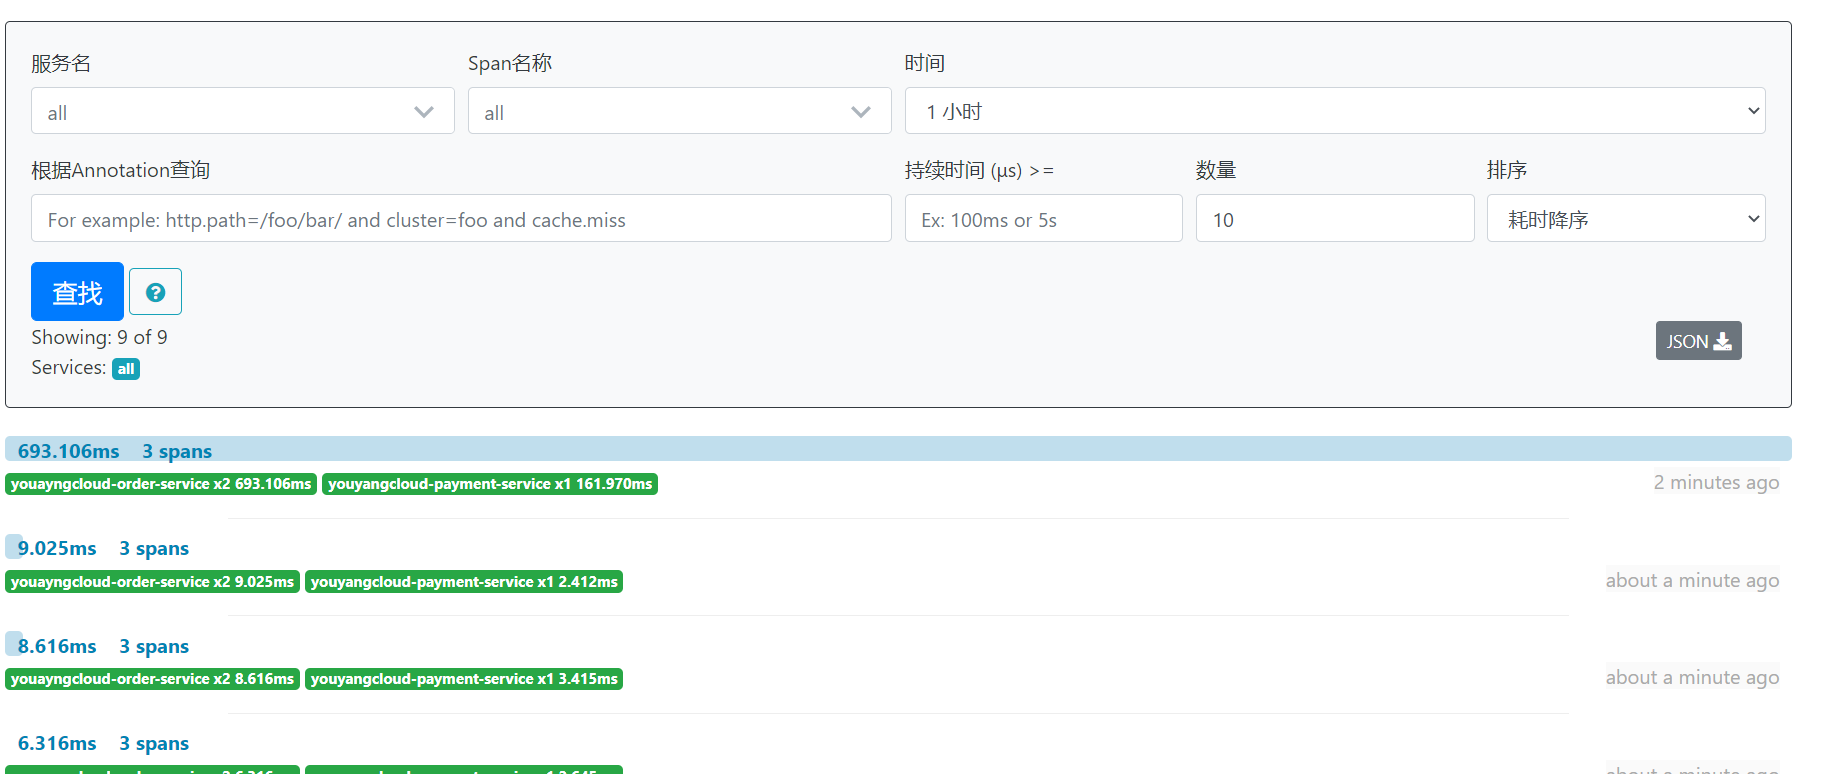 服务名 Span名称 时间
all all 1 小时
根据Annotation查询 持续时间 (μs) >= 数量 排序
For example: http.path=/foo/bar/ and cluster=foo and cache.miss Ex: 100ms or 5s 10 耗时降序
查找
Showing: 9 of 9
Services: all JSON
693.106ms 3 spans
youayngcloud-order-service x2 693.106ms youyangcloud-payment-service x1 161.970ms 2 minutes ago
9.025ms 3 spans
youayngcloud-order-service x2 9.025ms youyangcloud-payment-service x1 2.412ms about a minute ago
8.616ms 3 spans
youayngcloud-order-service x2 8.616ms youyangcloud-payment-service x1 3.415ms about a minute ago
6.316ms 3 spans